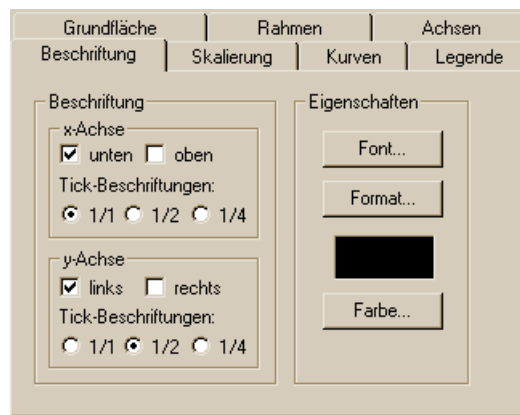 Grundfläche Rahmen Achsen
Beschriftung Skalierung Kurven Legende
Beschriftung
x-Achse
unten oben
Tick-Beschriftungen:
1/1 1/2 1/4
y-Achse
links rechts
Tick-Beschriftungen:
1/1 1/2 1/4
Eigenschaften
Font...
Format...
Farbe...